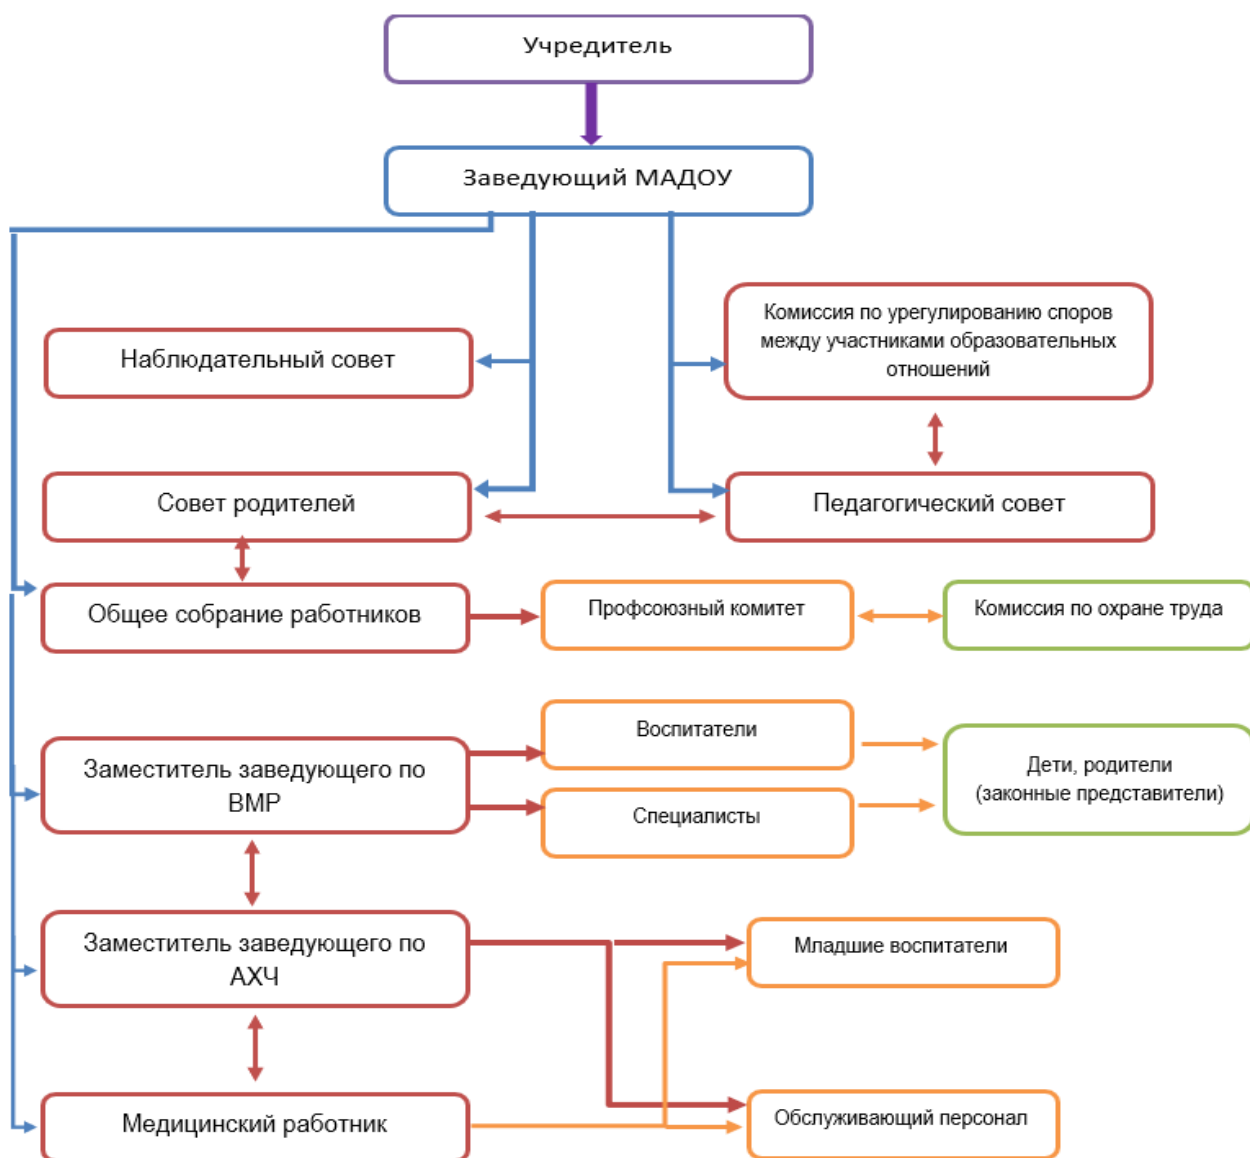 Учредитель
Заведующий МАДОУ
Комиссия по урегулированию споров
между участниками образовательных
отношений
Наблюдательный совет
Совет родителей
Педагогический совет
Общее собрание работников
Профсоюзный комитет
Комиссия по охране труда
Воспитатели
Заместитель заведующего по
ВМР
Дети, родители
(законные представители)
Специалисты
Заместитель заведующего по
АХЧ
Младшие воспитатели
Медицинский работник
Обслуживающий персонал